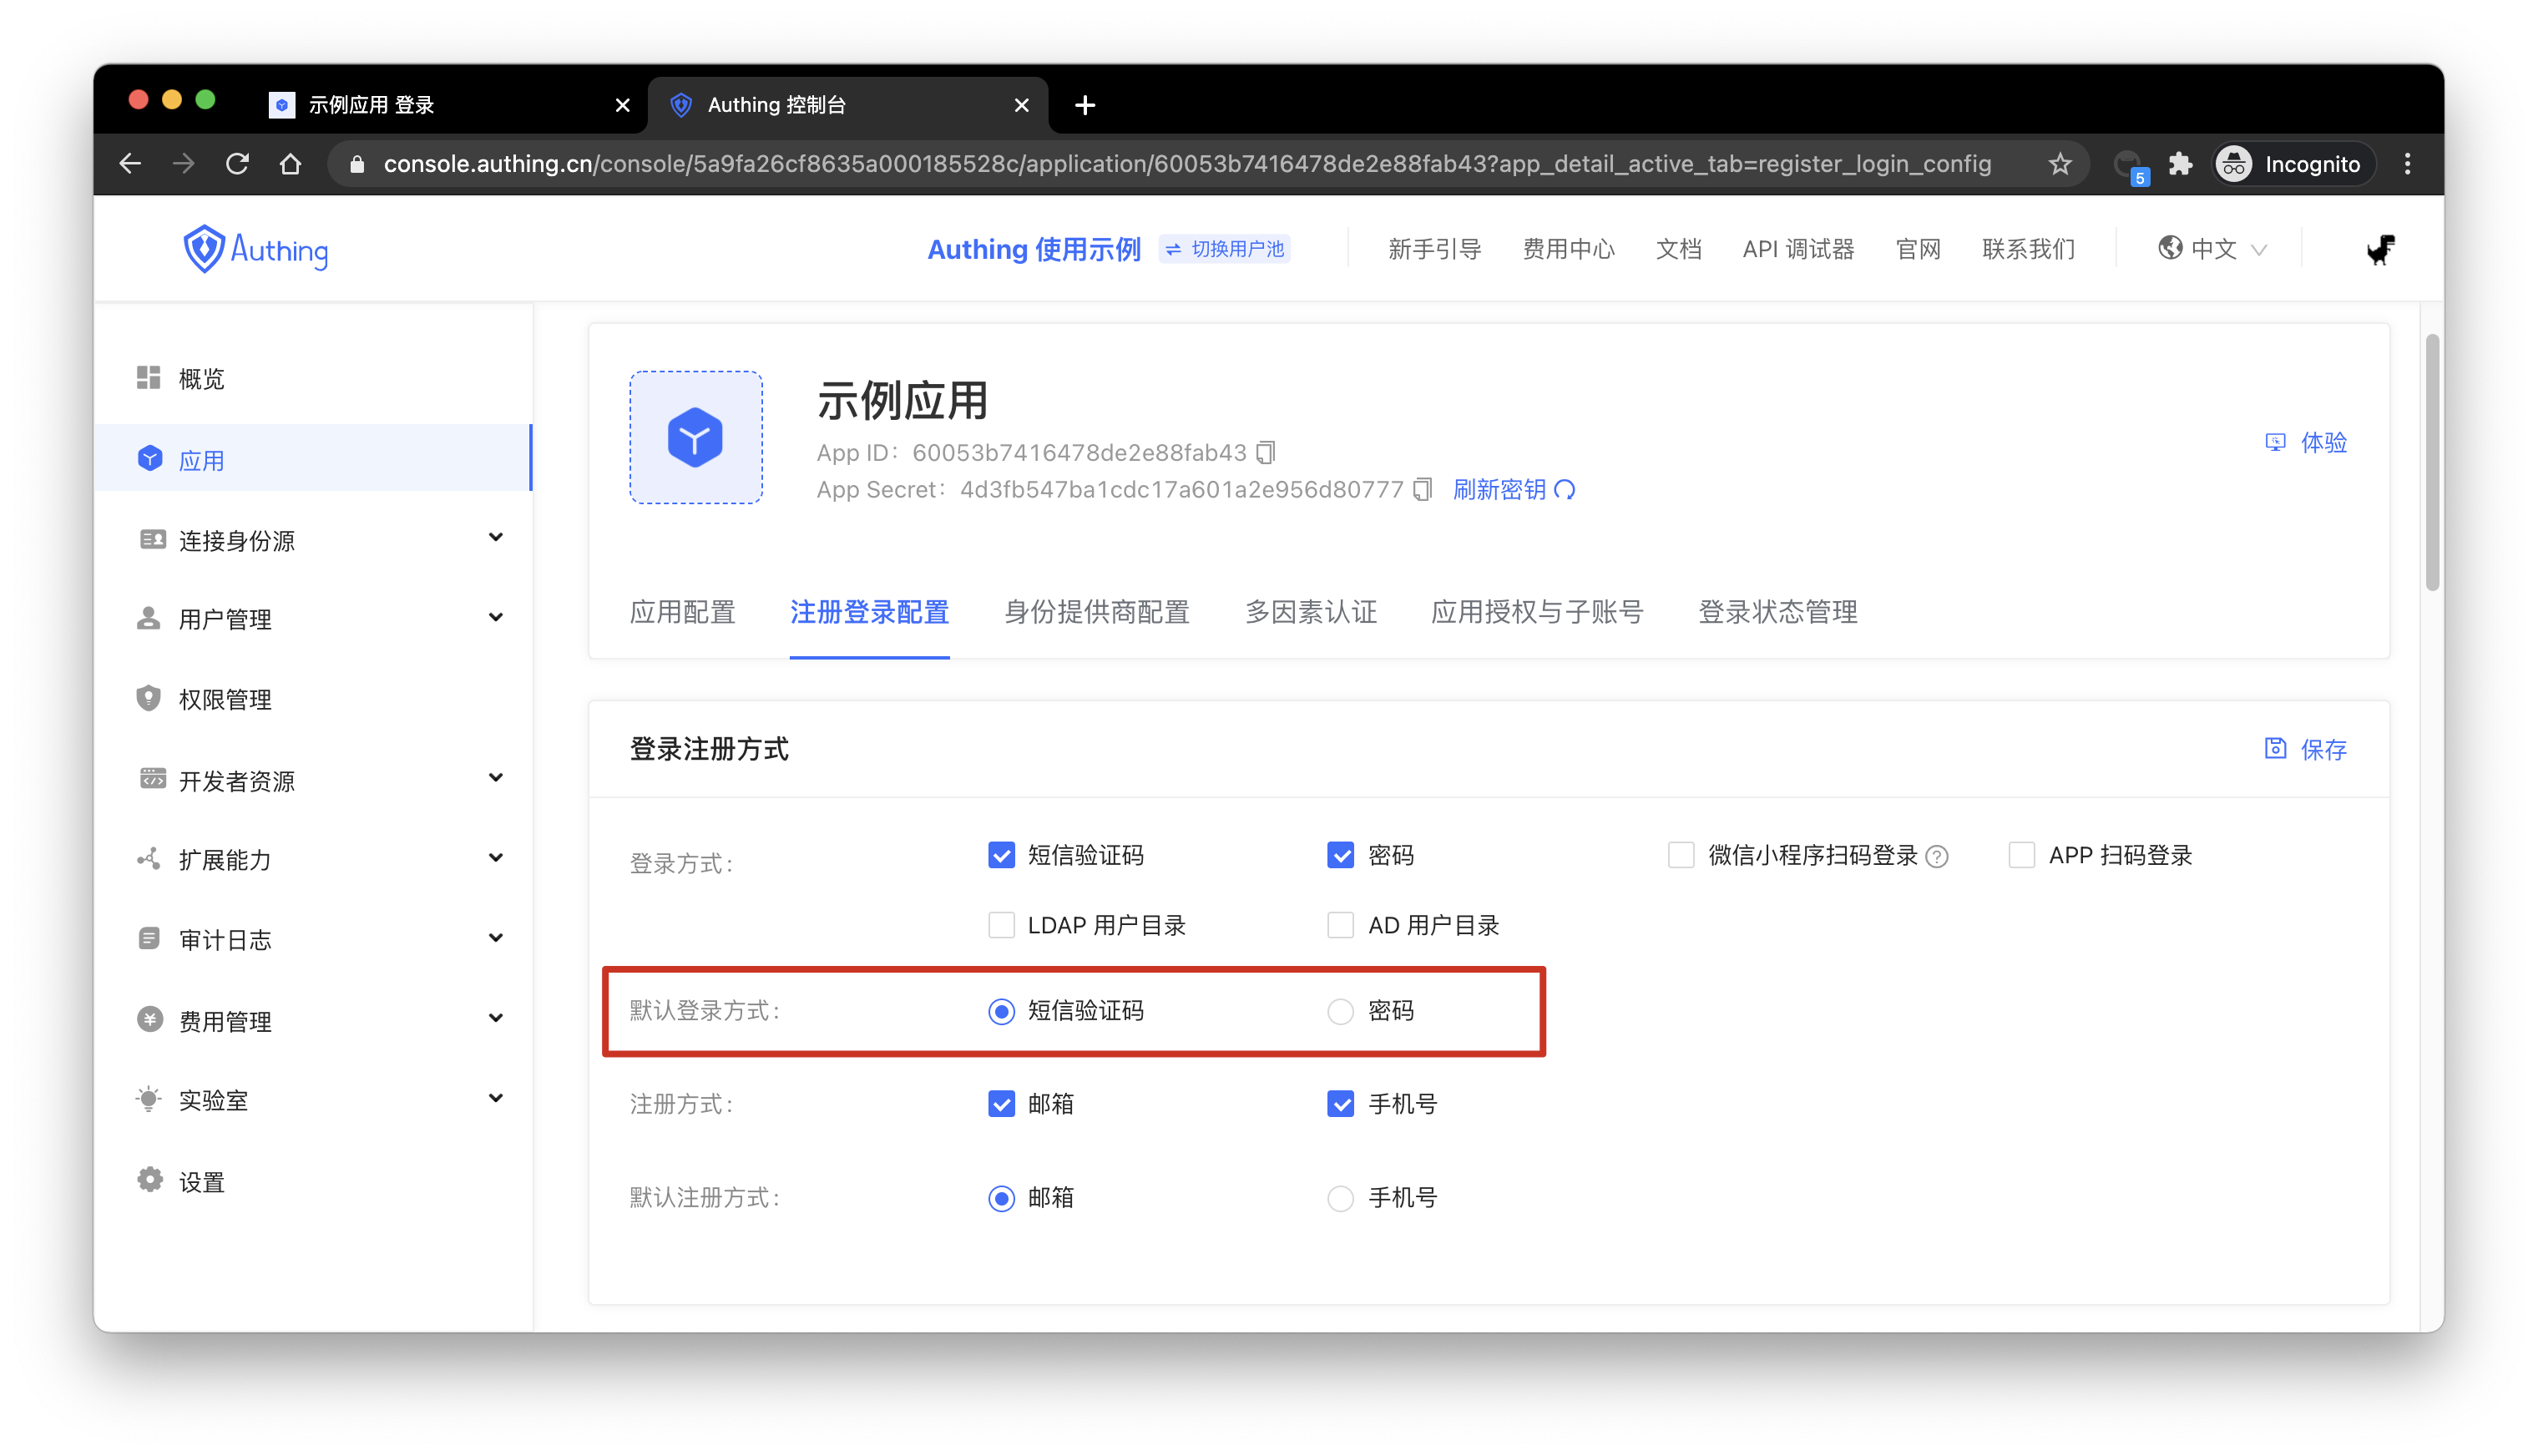 示例应用 登录
Authing 控制台
console.authing.cn/console/5a9fa26cf8635a000185528c/application/60053b7416478de2e88fab43?app_detail_active_tab=register_login_config
5
Incognito
Authing
Authing 使用示例
切换用户池
新手引导
费用中心
文档
API 调试器
官网
联系我们
中文
概览
应用
连接身份源
用户管理
权限管理
开发者资源
扩展能力
审计日志
费用管理
实验室
设置
示例应用
App ID：60053b7416478de2e88fab43
App Secret：4d3fb547ba1cdc17a601a2e956d80777 刷新密钥
体验
应用配置 注册登录配置 身份提供商配置 多因素认证 应用授权与子账号 登录状态管理
登录注册方式 保存
登录方式： 短信验证码 密码 微信小程序扫码登录 APP 扫码登录
LDAP 用户目录 AD 用户目录
默认登录方式： 短信验证码 密码
注册方式： 邮箱 手机号
默认注册方式： 邮箱 手机号